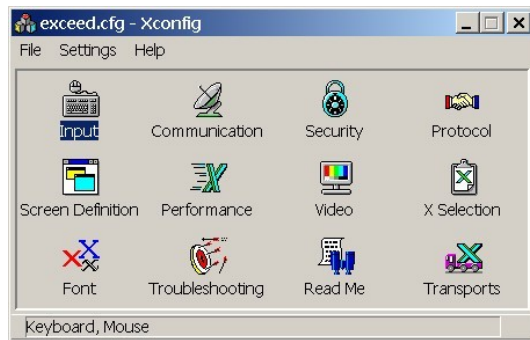 exceed.cfg - Xconfig
File Settings Help
Input Communication Security Protocol
Screen Definition Performance Video X Selection
Font Troubleshooting Read Me Transports
Keyboard, Mouse